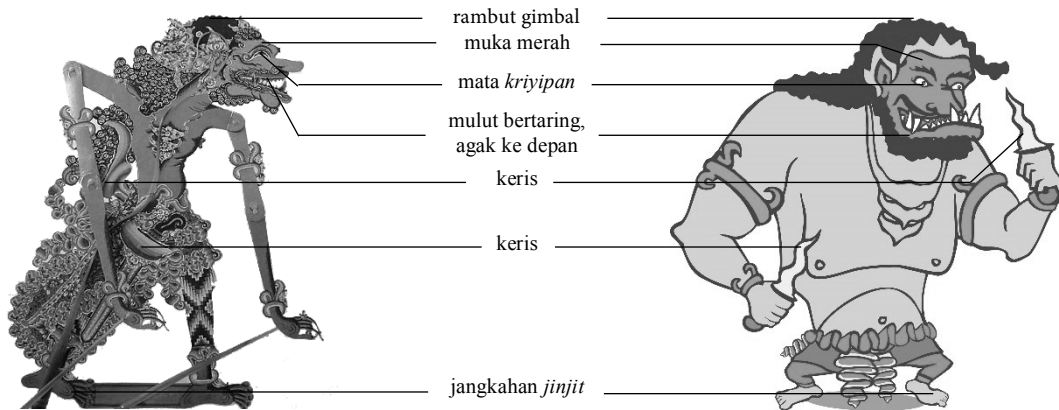 rambut gimbal
muka merah
mata kriyipan
mulut bertaring,
agak ke depan
keris
keris
jangkahan jinjit